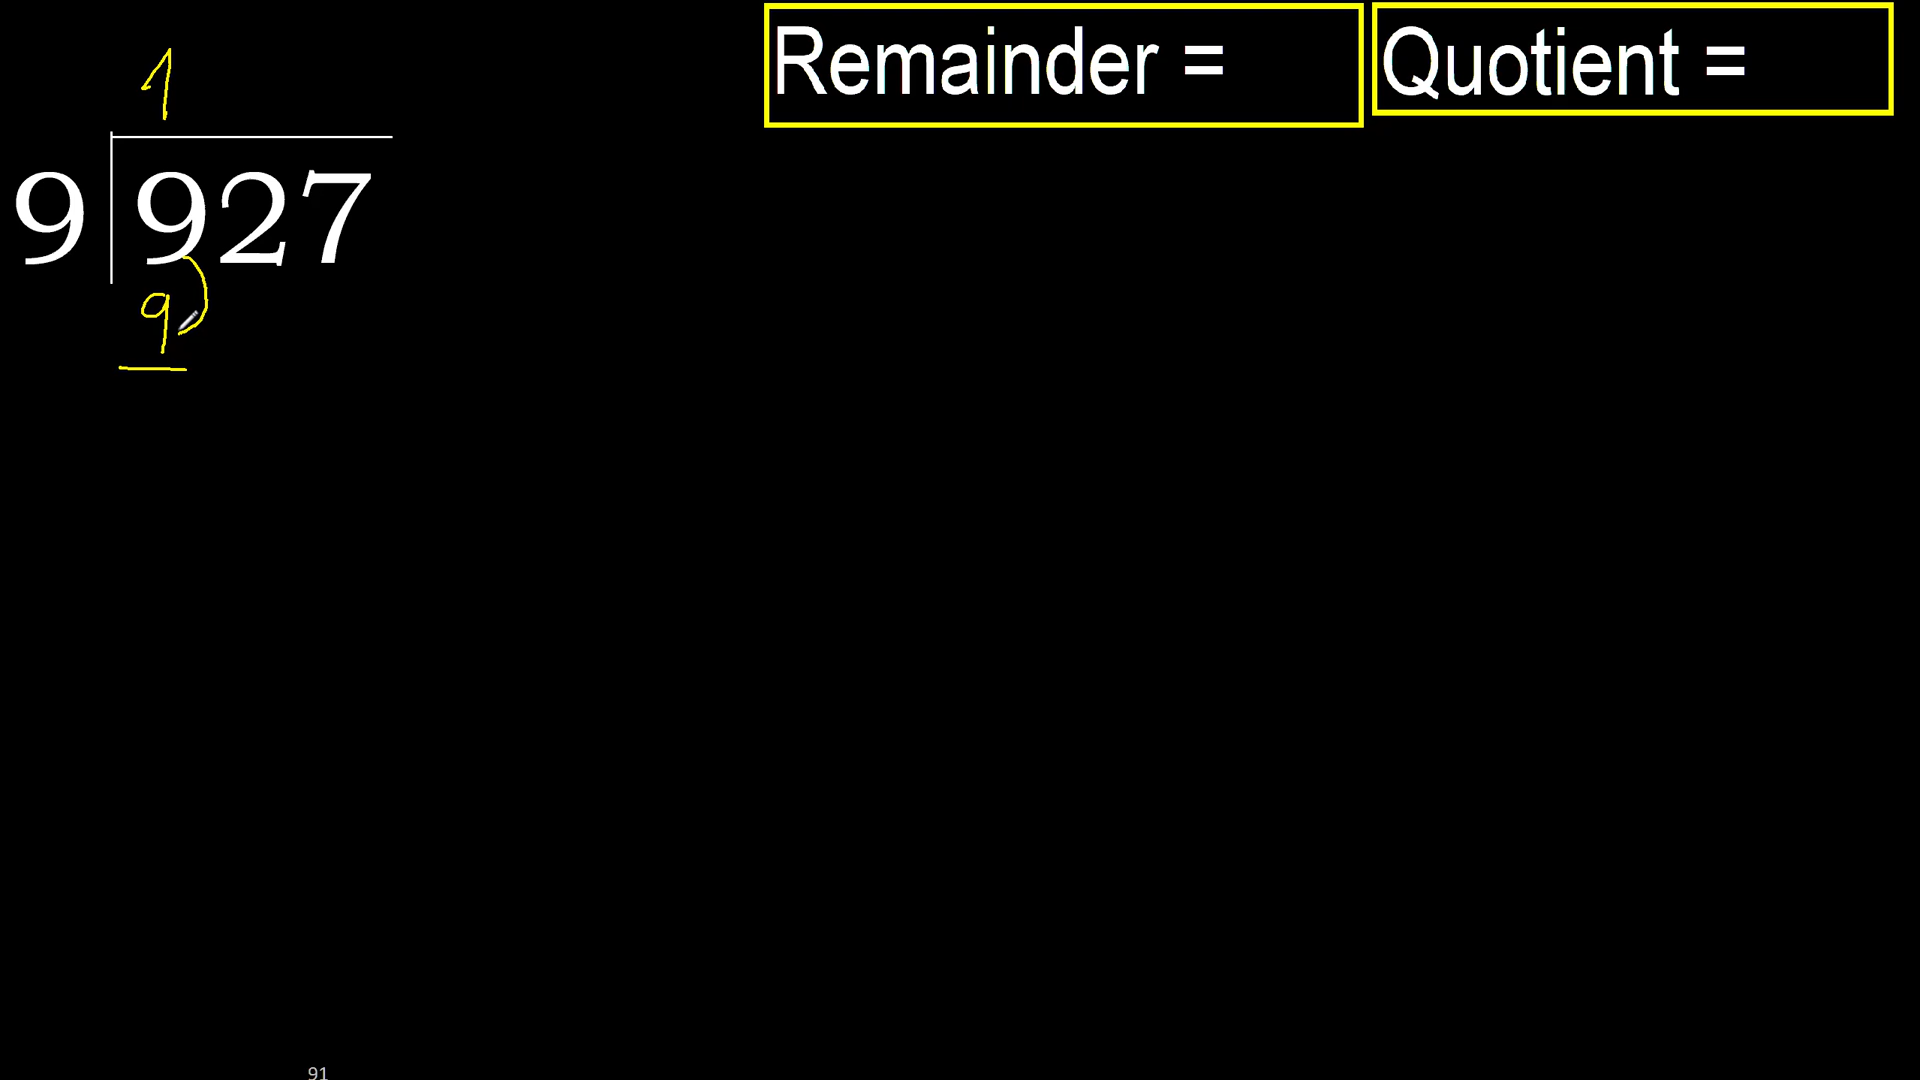 Remainder =
Quotient =
1
9 927
9
91